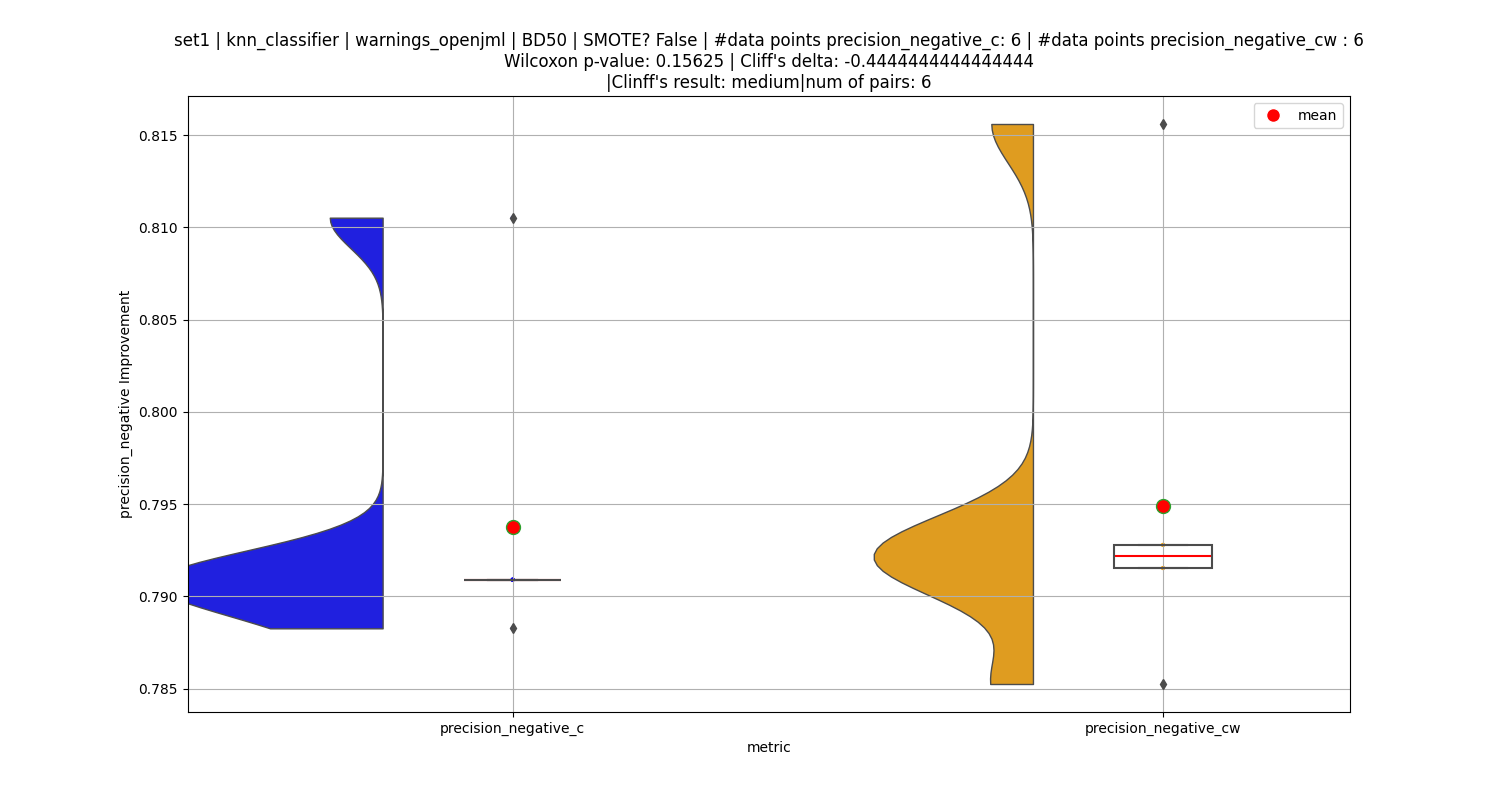 set1 | knn_classifier | warnings_openjml | BD50 | SMOTE? False | #data points precision_negative_c: 6 | #data points precision_negative_cw : 6
Wilcoxon p-value: 0.15625 | Cliff's delta: -0.4444444444444444
|Clinff's result: medium|num of pairs: 6
mean
0.815
0.810
0.805
0.800
0.795
0.790
0.785
precision_negative Improvement
precision_negative_c
precision_negative_cw
metric